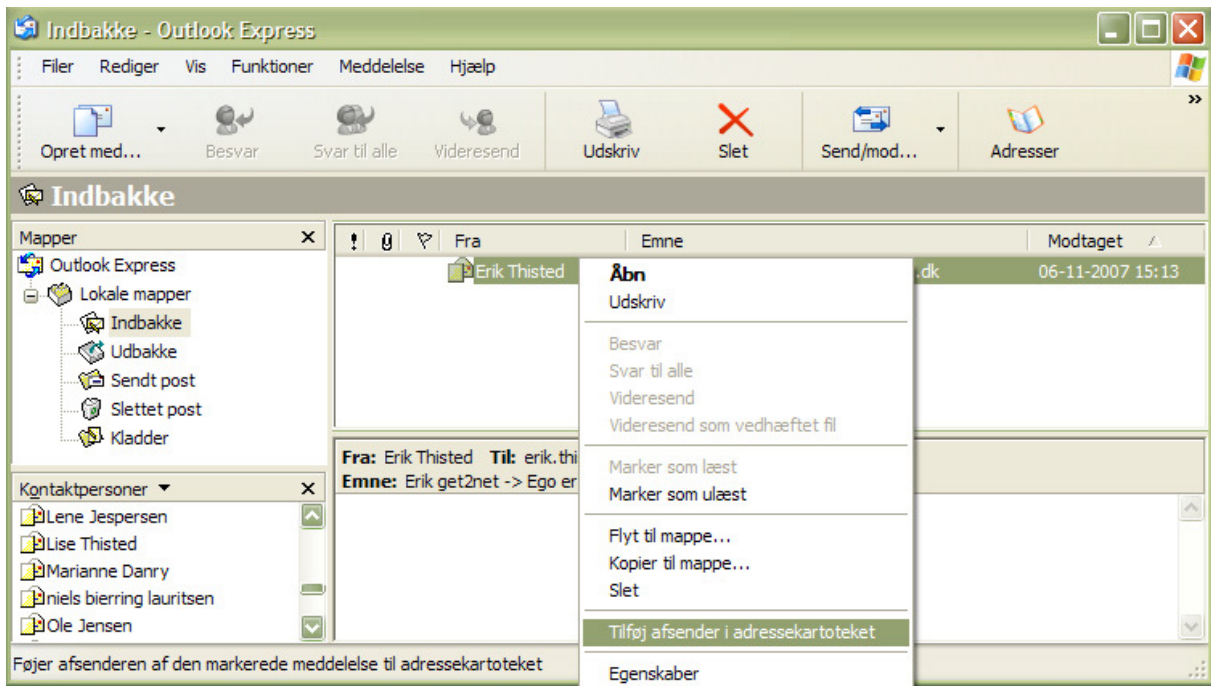 Indbakke - Outlook Express
Filer Rediger Vis Funktioner Meddelelse Hjælp
Opret med... Besvar Svar til alle Videresend Udskriv Slet Send/mod... Adresser
Indbakke
Mapper
Outlook Express
Lokale mapper
Indbakke
Udbakke
Sendt post
Slettet post
Kladder
Kontaktpersoner
Lene Jespersen
Lise Thisted
Marianne Danry
niels bierring lauritsen
Ole Jensen
! Fra Emne Modtaget
Erik Thisted .dk 06-11-2007 15:13
Fra: Erik Thisted Til: erik.thi
Emne: Erik get2net -> Ego er
Åbn
Udskriv
Besvar
Svar til alle
Videresend
Videresend som vedhæftet fil
Marker som læst
Marker som ulæst
Flyt til mappe...
Kopier til mappe...
Slet
Tilføj afsender i adressekartoteket
Egenskaber
Føjer afsenderen af den markerede meddelelse til adressekartoteket